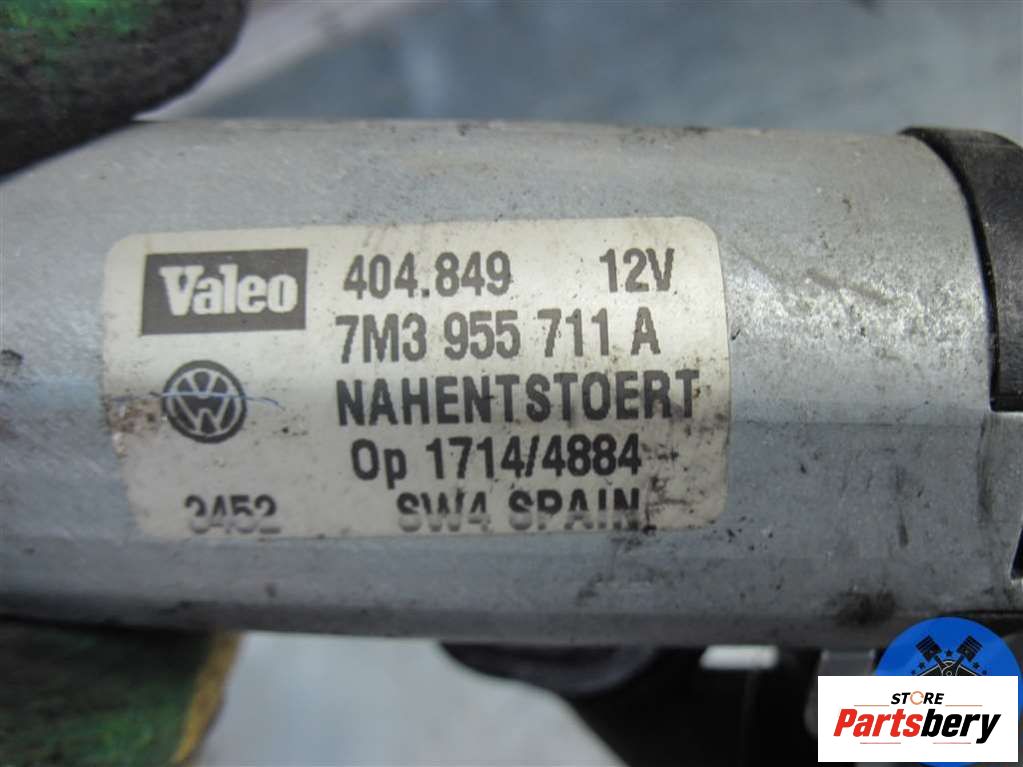 Valeo 404.849 12V
7M3 955 711 A
NAHENTSTOERT
Op 1714/4884
3452 SW4 SPAIN
STORE
Partsbery